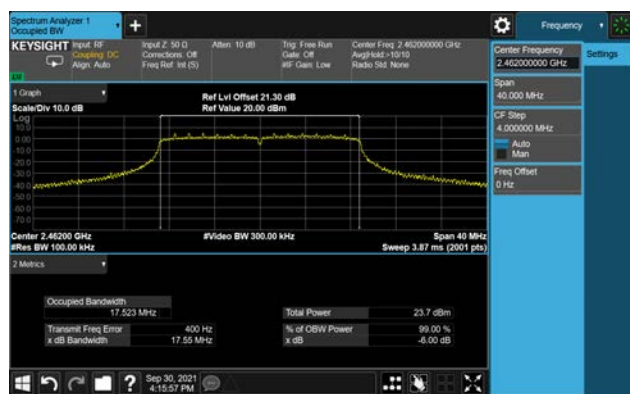 Spectrum Analyzer 1
Occupied BW
Frequency
KEYSIGHT
Input: RF
Coupling: DC
Align: Auto
Input Z: 50 Ω
Corrections: Off
Freq Ref: Int (S)
Atten: 10 dB
Trig: Free Run
Gate: Off
#IF Gain: Low
Center Freq: 2.462000000 GHz
Avg|Hold:>10/10
Radio Std: None
Center Frequency
2.462000000 GHz
Settings
Span
40.000 MHz
CF Step
4.000000 MHz
Auto
Man
Freq Offset
0 Hz
1 Graph
Scale/Div 10.0 dB
Ref Lvl Offset 21.30 dB
Ref Value 20.00 dBm
Log
10.0
0.00
-10.0
-20.0
-30.0
-40.0
-50.0
-60.0
-70.0
Center 2.46200 GHz
#Video BW 300.00 kHz
Span 40 MHz
#Res BW 100.00 kHz
Sweep 3.87 ms (2001 pts)
2 Metrics
Occupied Bandwidth
17.523 MHz
Total Power
23.7 dBm
Transmit Freq Error
400 Hz
% of OBW Power
99.00 %
x dB Bandwidth
17.55 MHz
x dB
-6.00 dB
?
Sep 30, 2021
4:15:57 PM